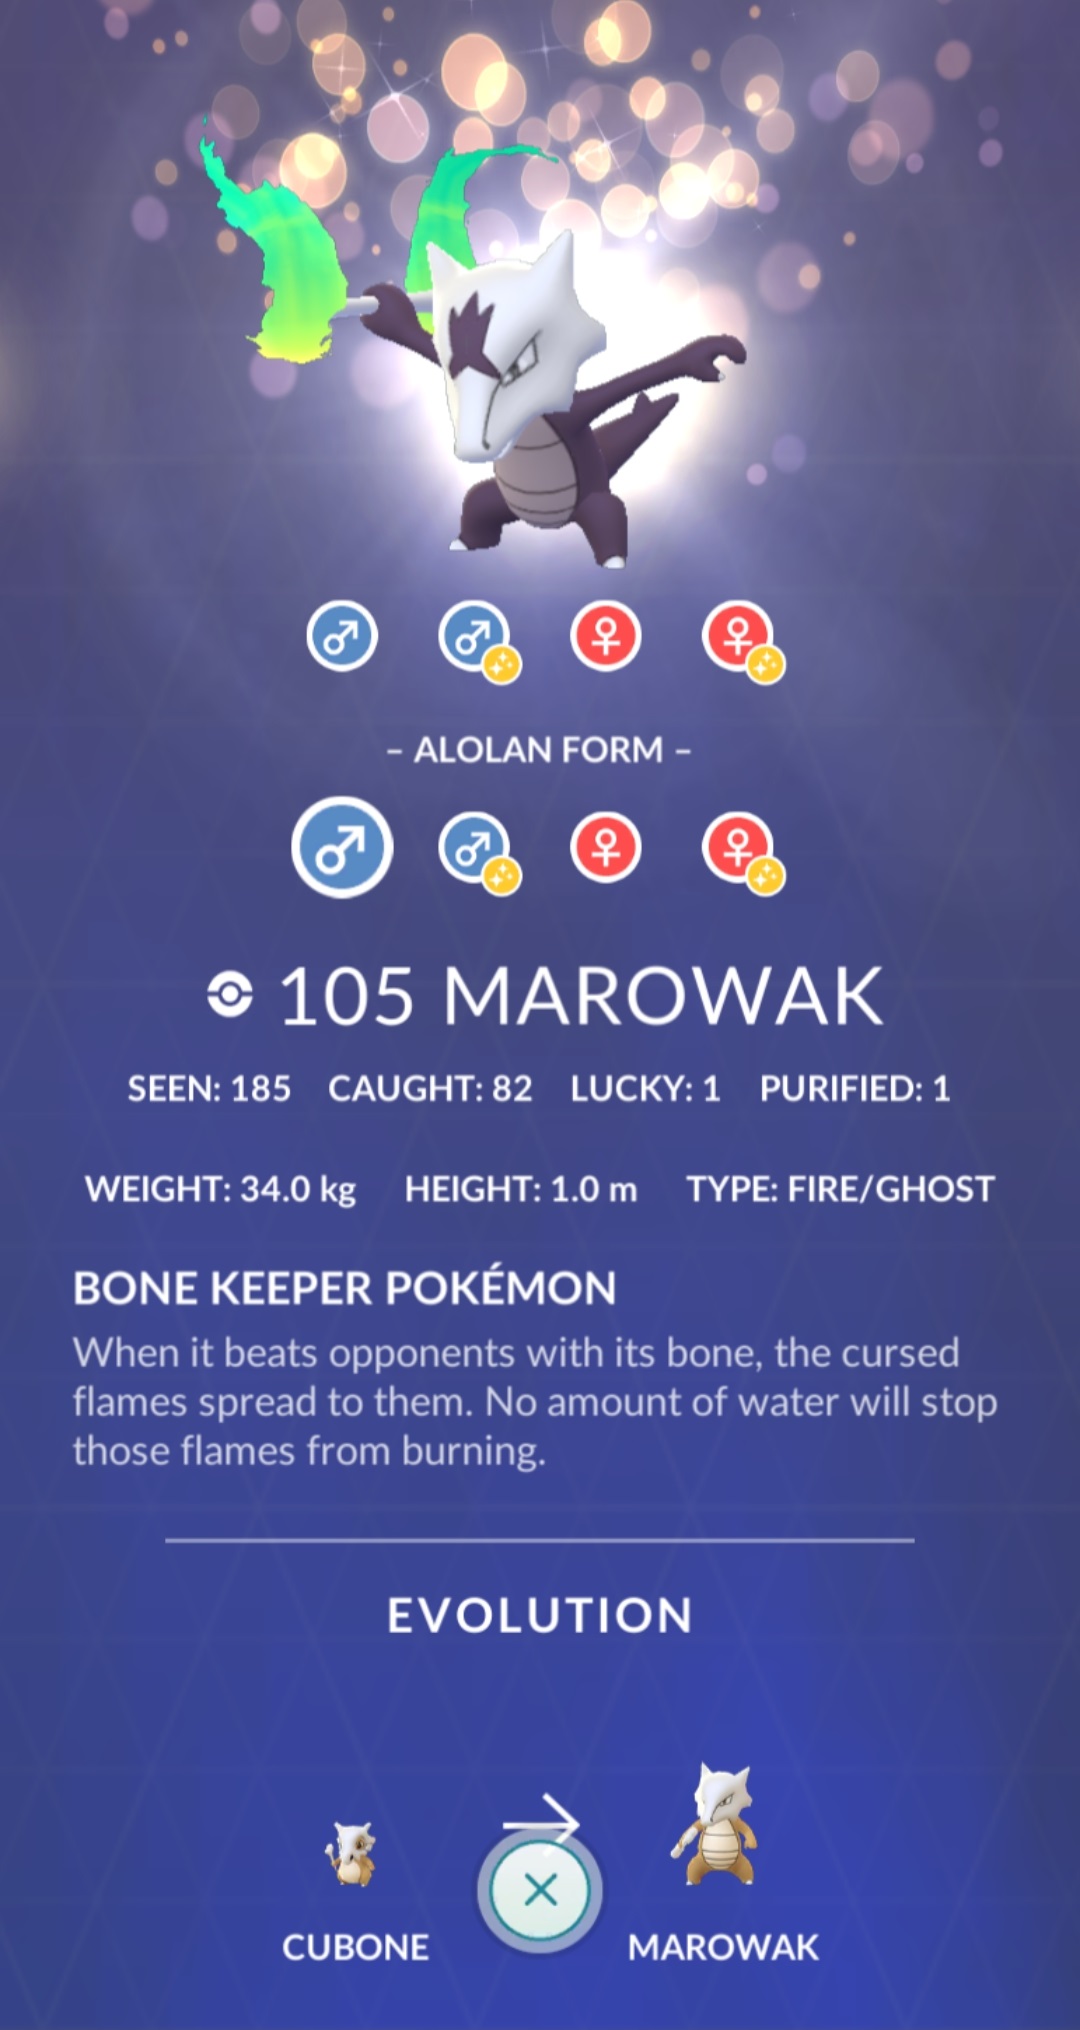 – ALOLAN FORM –
105 MAROWAK
SEEN: 185 CAUGHT: 82 LUCKY: 1 PURIFIED: 1
WEIGHT: 34.0 kg HEIGHT: 1.0 m TYPE: FIRE/GHOST
BONE KEEPER POKÉMON
When it beats opponents with its bone, the cursed
flames spread to them. No amount of water will stop
those flames from burning.
EVOLUTION
CUBONE MAROWAK